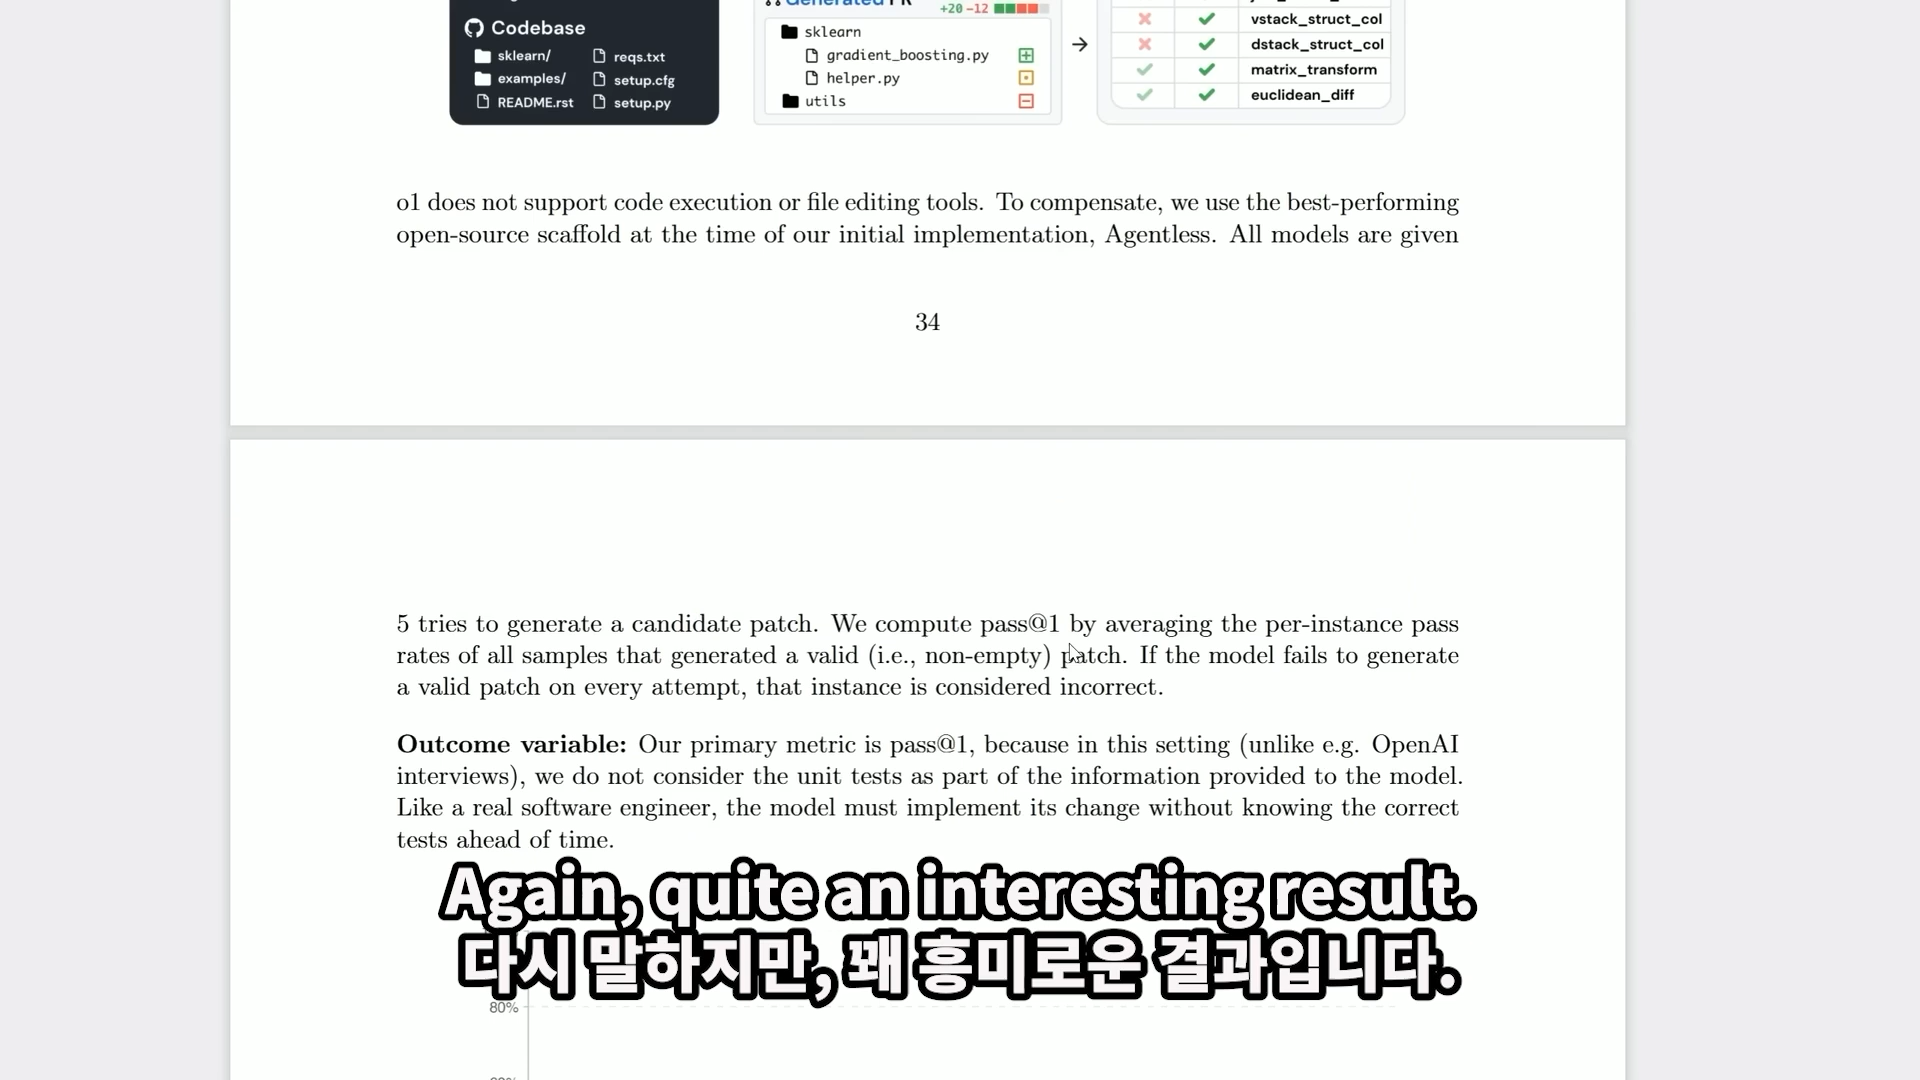 Generated PR
+20 -12
Codebase
sklearn/
reqs.txt
examples/
setup.cfg
README.rst
setup.py
sklearn
gradient_boosting.py
helper.py
utils
vstack_struct_col
dstack_struct_col
matrix_transform
euclidean_diff
o1 does not support code execution or file editing tools. To compensate, we use the best-performing
open-source scaffold at the time of our initial implementation, Agentless. All models are given
34
5 tries to generate a candidate patch. We compute pass@1 by averaging the per-instance pass
rates of all samples that generated a valid (i.e., non-empty) patch. If the model fails to generate
a valid patch on every attempt, that instance is considered incorrect.
Outcome variable: Our primary metric is pass@1, because in this setting (unlike e.g. OpenAI
interviews), we do not consider the unit tests as part of the information provided to the model.
Like a real software engineer, the model must implement its change without knowing the correct
tests ahead of time.
Again, quite an interesting result.
다시 말하지만, 꽤 흥미로운 결과입니다.
80%